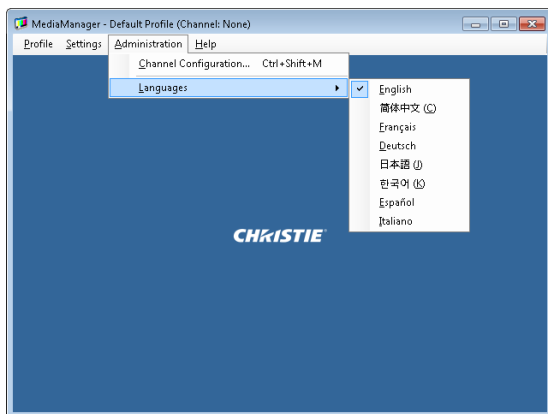 MediaManager - Default Profile (Channel: None)
Profile Settings Administration Help
Channel Configuration... Ctrl+Shift+M
Languages
English
简体中文 (C)
Français
Deutsch
日本語 (J)
한국어 (K)
Español
Italiano
CHRISTIE